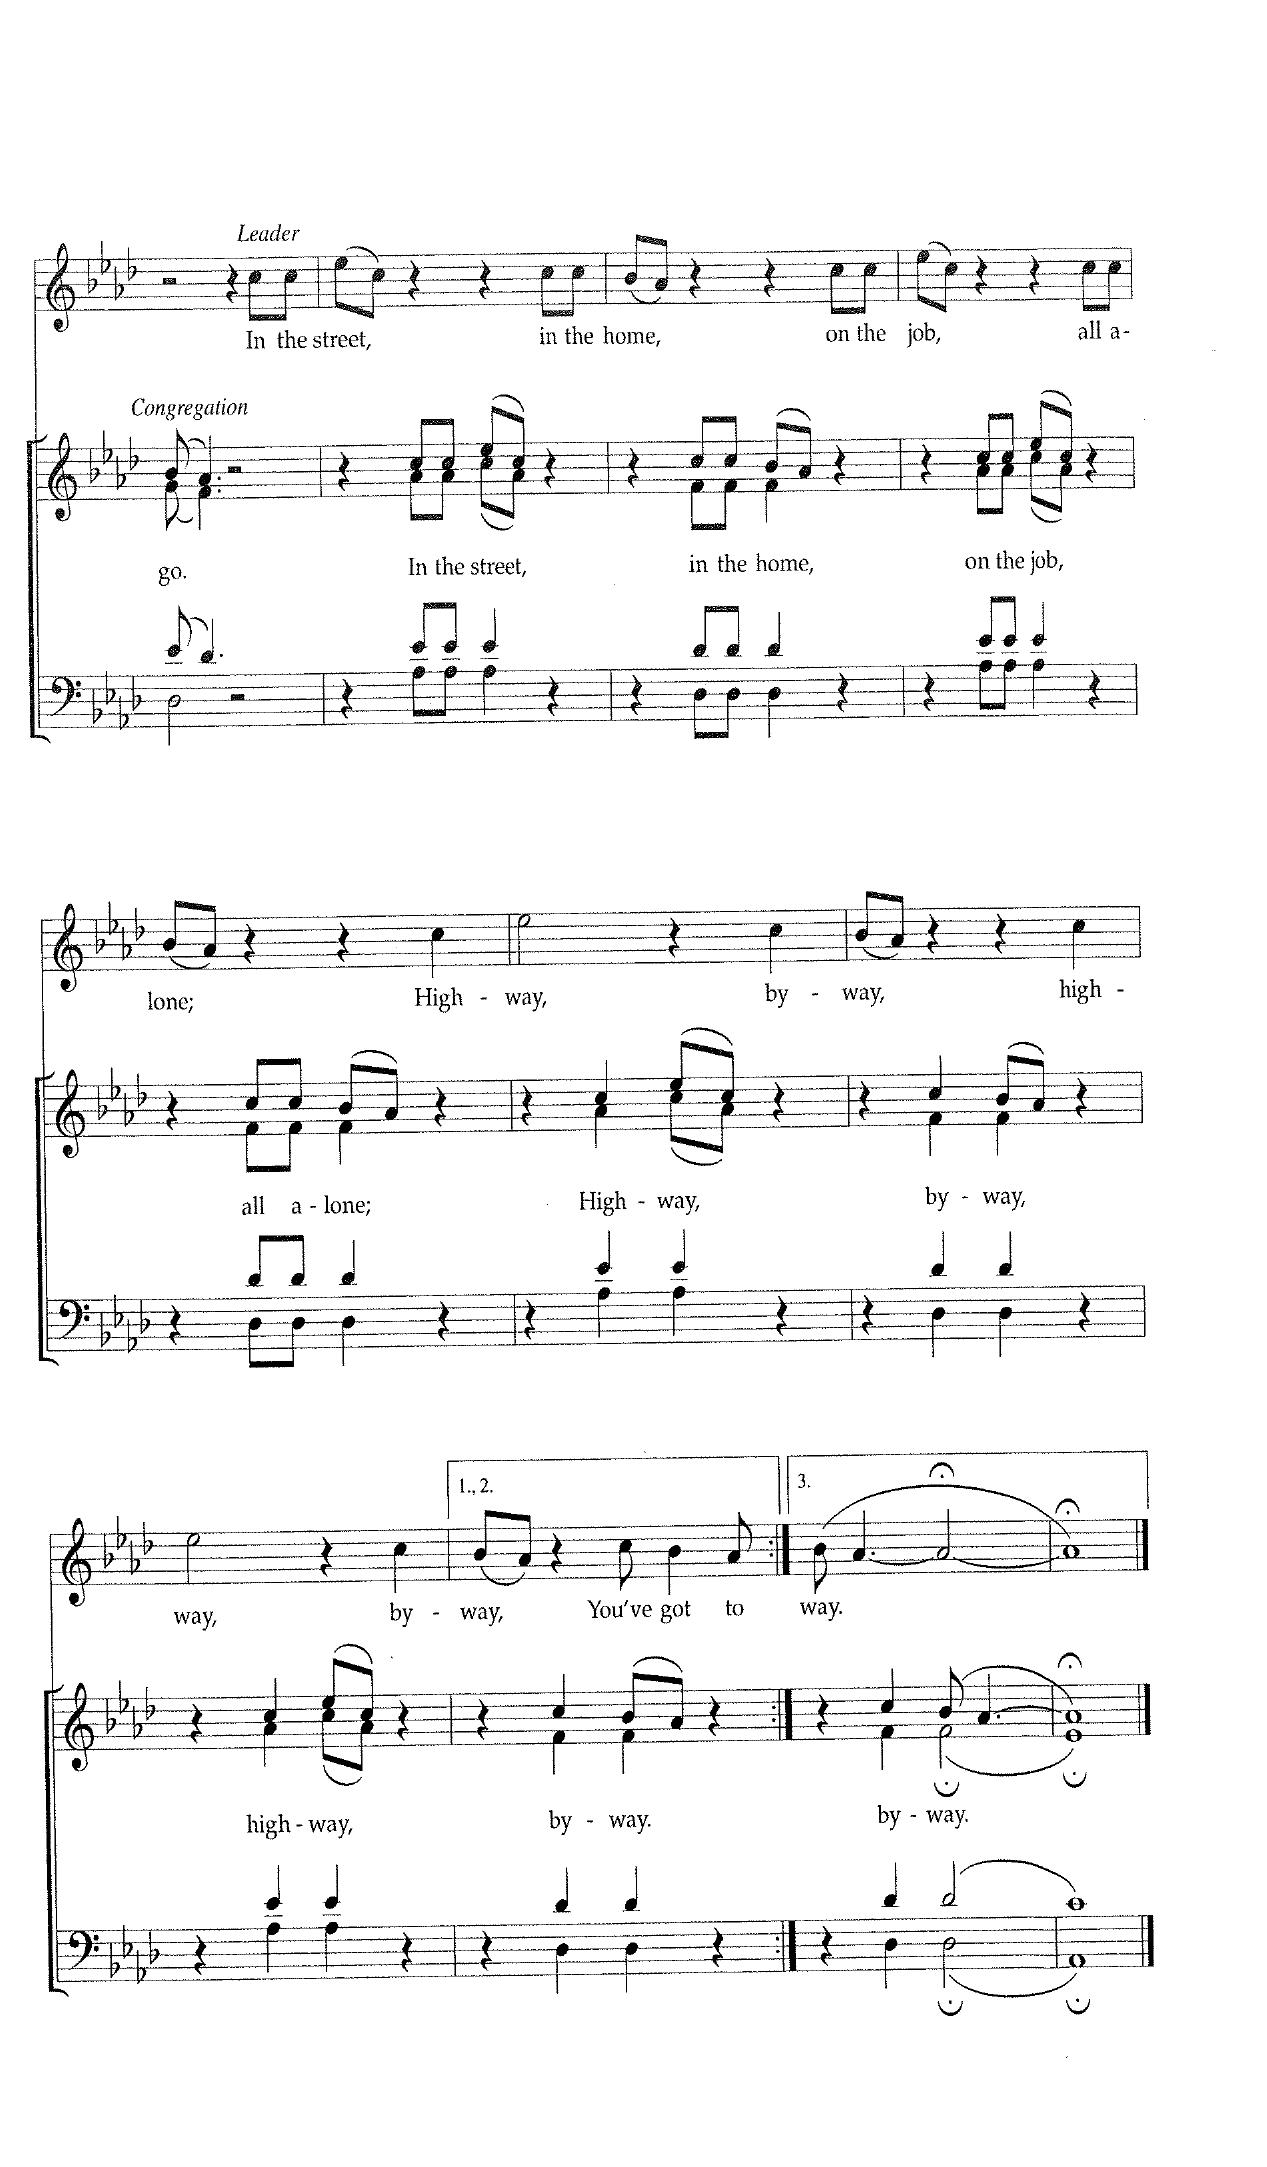 Leader
In the street, in the home, on the job, all a-
Congregation
go. In the street, in the home, on the job,
lone; High - way, by - way, high -
all a - lone; High - way, by - way,
1., 2. 3.
way, by - way, You've got to way.
high - way, by - way. by - way.